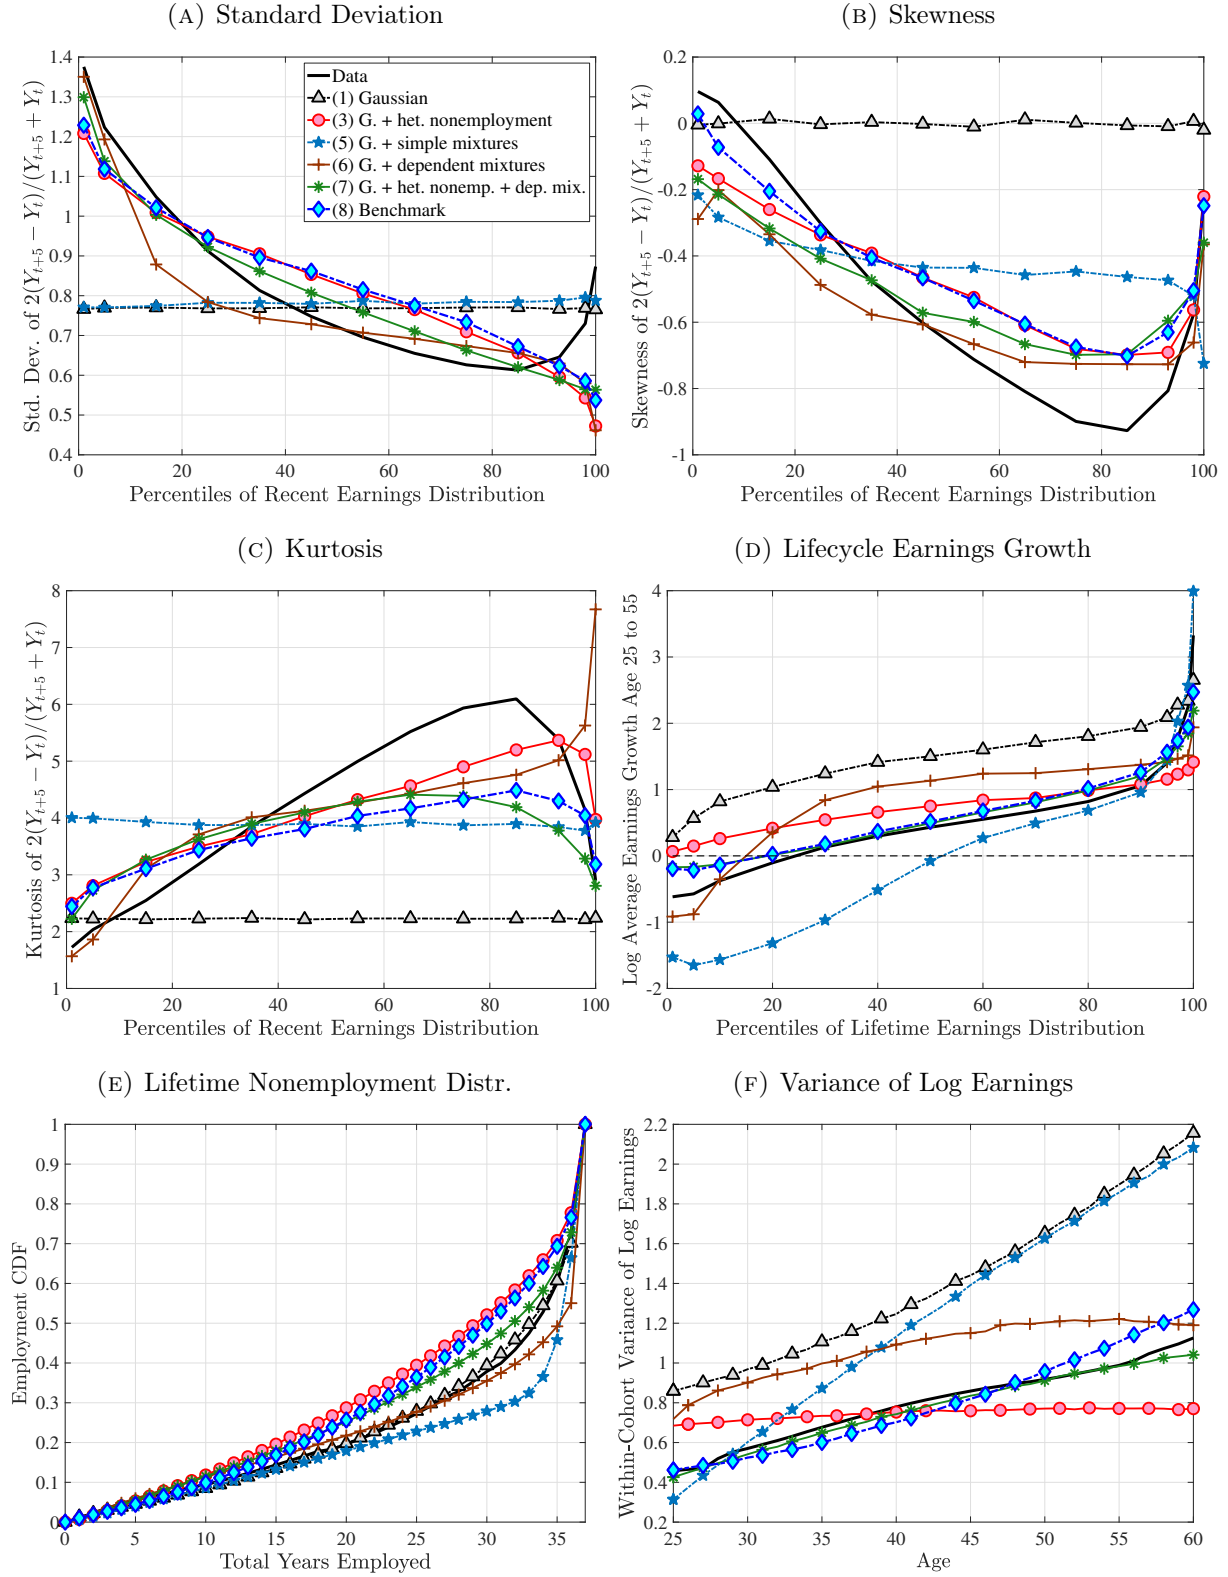 (A) Standard Deviation
Std. Dev. of 2(Y_{t+5} − Y_t)/(Y_{t+5} + Y_t)
1.4
1.3
1.2
1.1
1
0.9
0.8
0.7
0.6
0.5
0.4
Data
(1) Gaussian
(3) G. + het. nonemployment
(5) G. + simple mixtures
(6) G. + dependent mixtures
(7) G. + het. nonemp. + dep. mix.
(8) Benchmark
0 20 40 60 80 100
Percentiles of Recent Earnings Distribution
(B) Skewness
Skewness of 2(Y_{t+5} − Y_t)/(Y_{t+5} + Y_t)
0.2
0
-0.2
-0.4
-0.6
-0.8
-1
0 20 40 60 80 100
Percentiles of Recent Earnings Distribution
(C) Kurtosis
Kurtosis of 2(Y_{t+5} − Y_t)/(Y_{t+5} + Y_t)
8
7
6
5
4
3
2
1
0 20 40 60 80 100
Percentiles of Recent Earnings Distribution
(D) Lifecycle Earnings Growth
Log Average Earnings Growth Age 25 to 55
4
3
2
1
0
-1
-2
0 20 40 60 80 100
Percentiles of Lifetime Earnings Distribution
(E) Lifetime Nonemployment Distr.
Employment CDF
1
0.9
0.8
0.7
0.6
0.5
0.4
0.3
0.2
0.1
0
0 5 10 15 20 25 30 35
Total Years Employed
(F) Variance of Log Earnings
Within-Cohort Variance of Log Earnings
2.2
2
1.8
1.6
1.4
1.2
1
0.8
0.6
0.4
0.2
25 30 35 40 45 50 55 60
Age